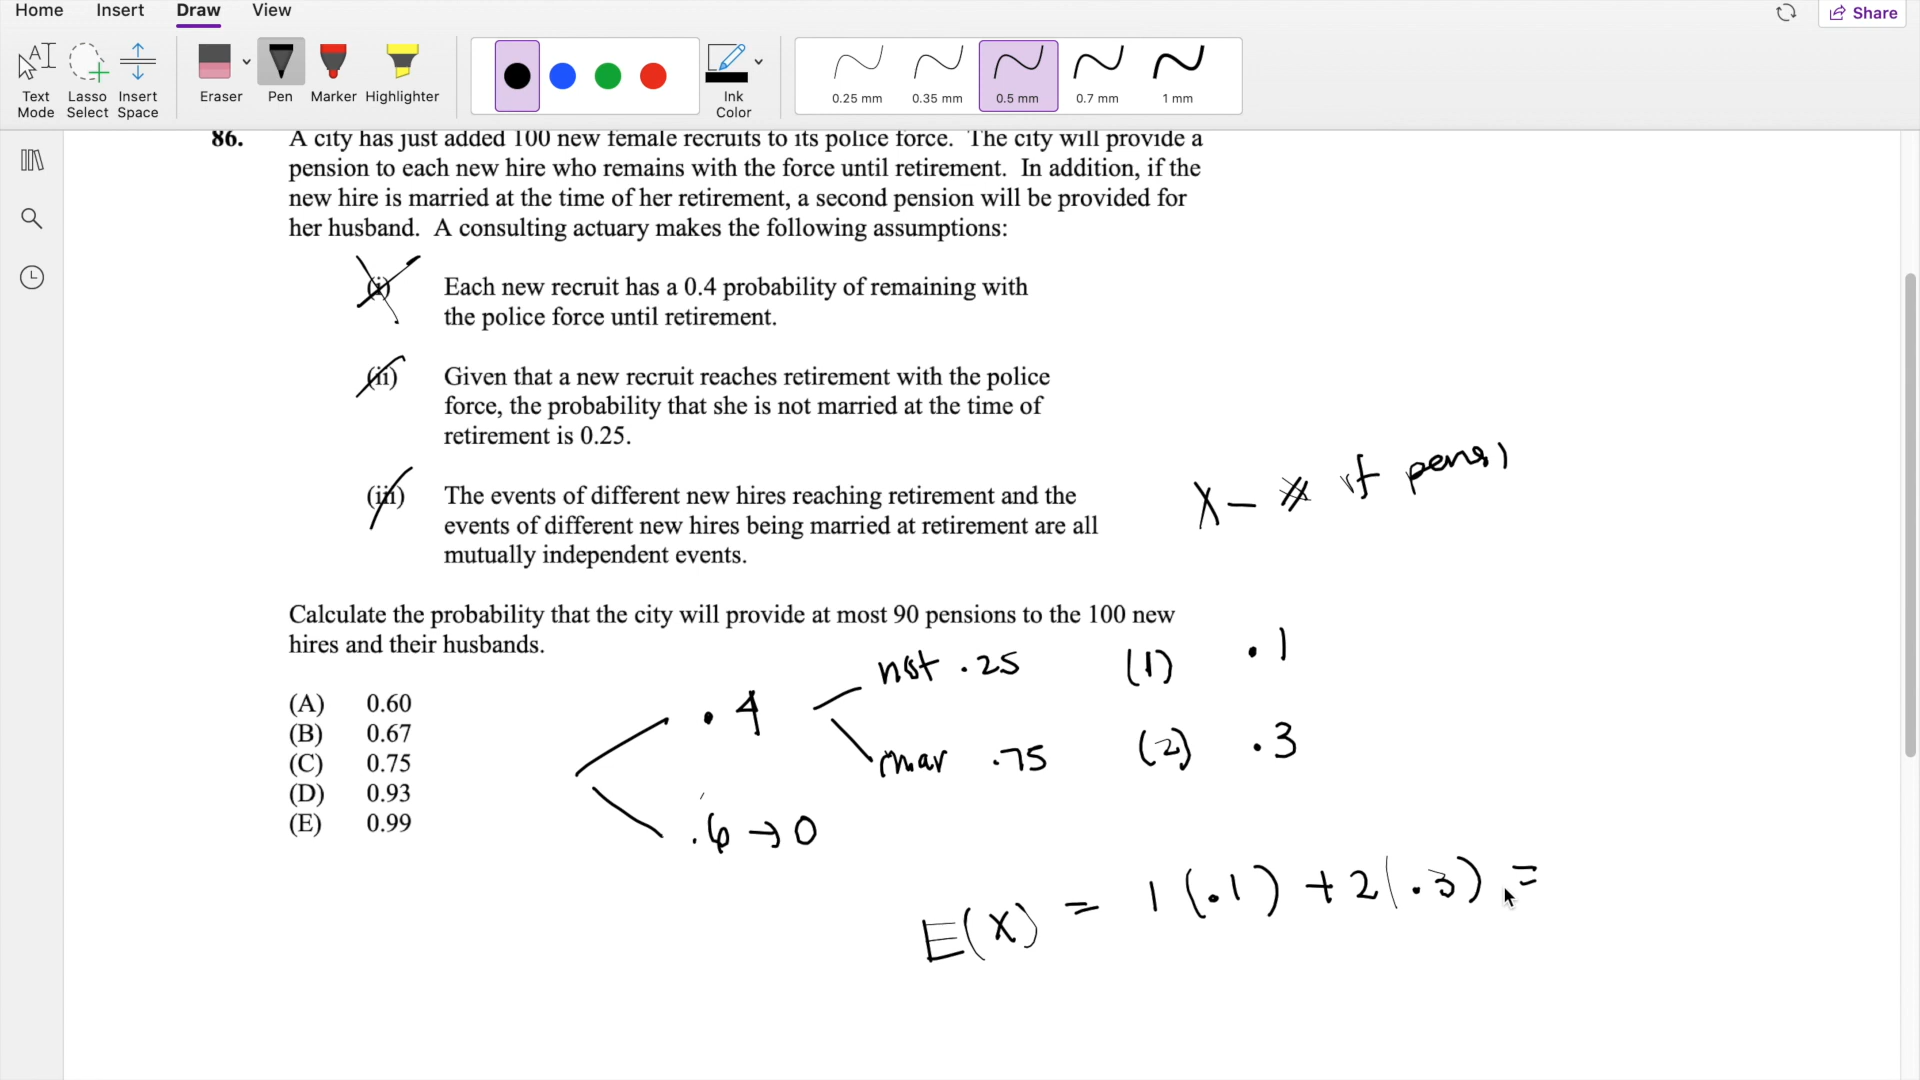 Home Insert Draw View
Share
Text Mode
Lasso Select
Insert Space
Eraser
Pen
Marker
Highlighter
Ink Color
0.25 mm
0.35 mm
0.5 mm
0.7 mm
1 mm
86. A city has just added 100 new female recruits to its police force. The city will provide a
pension to each new hire who remains with the force until retirement. In addition, if the
new hire is married at the time of her retirement, a second pension will be provided for
her husband. A consulting actuary makes the following assumptions:
(i) Each new recruit has a 0.4 probability of remaining with
the police force until retirement.
(ii) Given that a new recruit reaches retirement with the police
force, the probability that she is not married at the time of
retirement is 0.25.
X - # of
(iii) The events of different new hires reaching retirement and the
events of different new hires being married at retirement are all
mutually independent events.
Calculate the probability that the city will provide at most 90 pensions to the 100 new
hires and their husbands.
not .25 (1) .1
(A) 0.60
(B) 0.67
(C) 0.75
(D) 0.93
(E) 0.99
.4
mar .75 (2) .3
.6 → 0
E(X) = 1(.1) + 2(.3) =